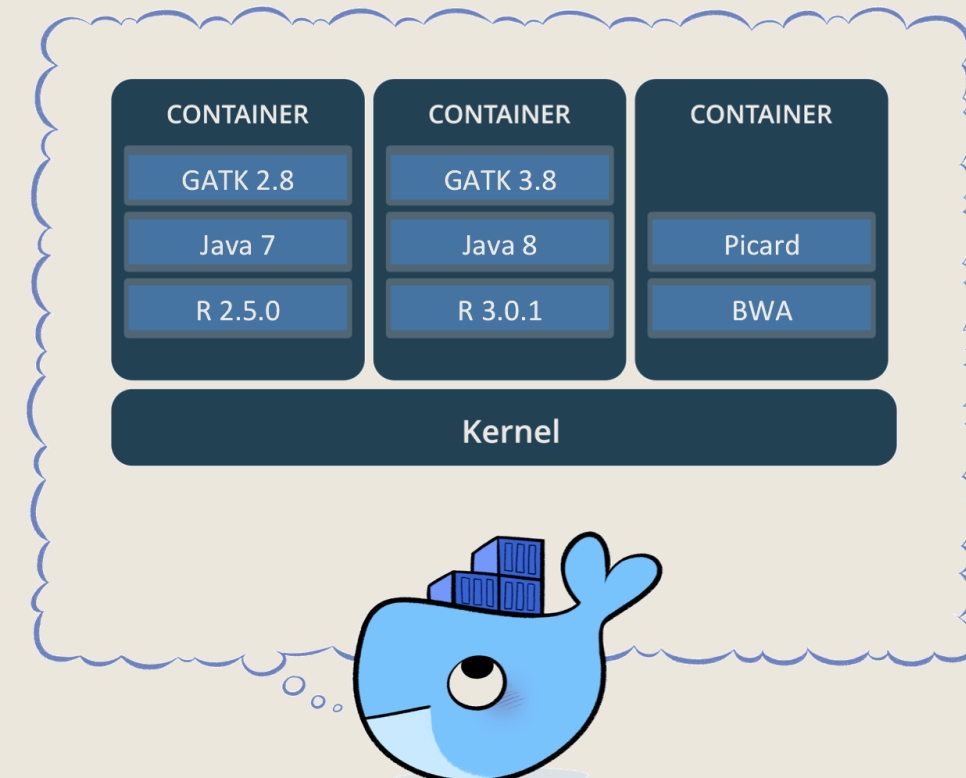 CONTAINER
GATK 2.8
Java 7
R 2.5.0
CONTAINER
GATK 3.8
Java 8
R 3.0.1
CONTAINER
Picard
BWA
Kernel